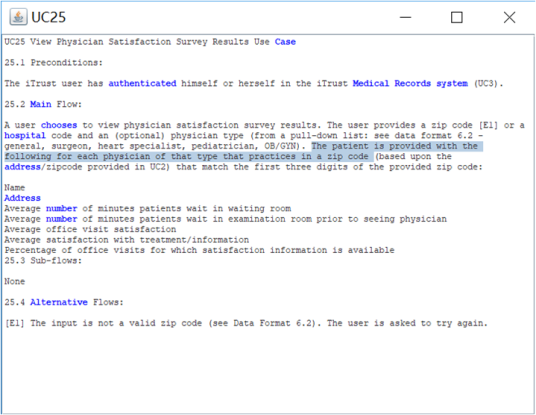 UC25
UC25 View Physician Satisfaction Survey Results Use Case
25.1 Preconditions:
The iTrust user has authenticated himself or herself in the iTrust Medical Records system (UC3).
25.2 Main Flow:
A user chooses to view physician satisfaction survey results. The user provides a zip code [E1] or a
hospital code and an (optional) physician type (from a pull-down list: see data format 6.2 -
general, surgeon, heart specialist, pediatrician, OB/GYN). The patient is provided with the
following for each physician of that type that practices in a zip code (based upon the
address/zipcode provided in UC2) that match the first three digits of the provided zip code:
Name
Address
Average number of minutes patients wait in waiting room
Average number of minutes patients wait in examination room prior to seeing physician
Average office visit satisfaction
Average satisfaction with treatment/information
Percentage of office visits for which satisfaction information is available
25.3 Sub-flows:
None
25.4 Alternative Flows:
[E1] The input is not a valid zip code (see Data Format 6.2). The user is asked to try again.